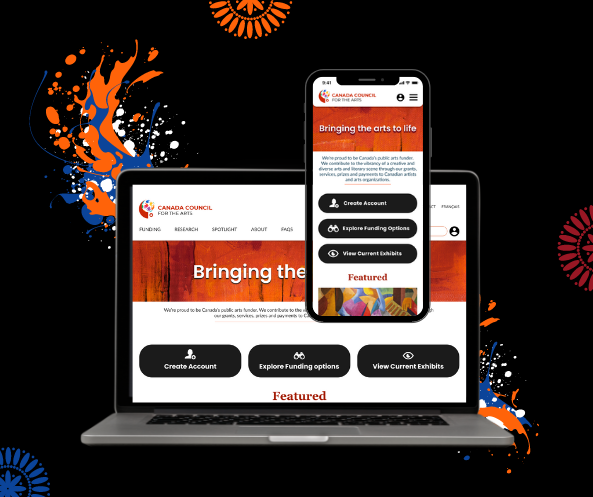 9:41
CANADA COUNCIL
FOR THE ARTS
Bringing the arts to life
We're proud to be Canada's public arts funder.
We contribute to the vibrancy of a creative and
diverse arts and literary scene through our grants,
services, prizes and payments to Canadian artists
and arts organizations.
Create Account
Explore Funding Options
View Current Exhibits
Featured
CANADA COUNCIL
FOR THE ARTS
FRANÇAIS
FUNDING RESEARCH SPOTLIGHT ABOUT FAQS
Bringing the
We're proud to be Canada's public arts funder. We contribute to the
our grants, services, prizes and payments to
Create Account
Explore Funding options
View Current Exhibits
Featured